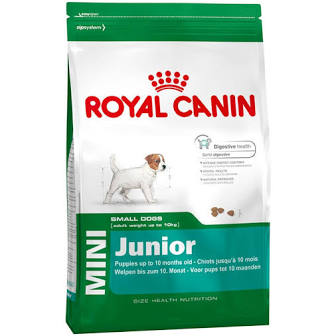 zipsystem
ROYAL CANIN
Digestive health
SMALL DOGS
(adult weight up to 10kg)
MINI
Junior
Puppies up to 10 months old - Chiots jusqu'à 10 mois
Welpen bis zum 10. Monat - Voor pups tot 10 maanden
SIZE HEALTH NUTRITION